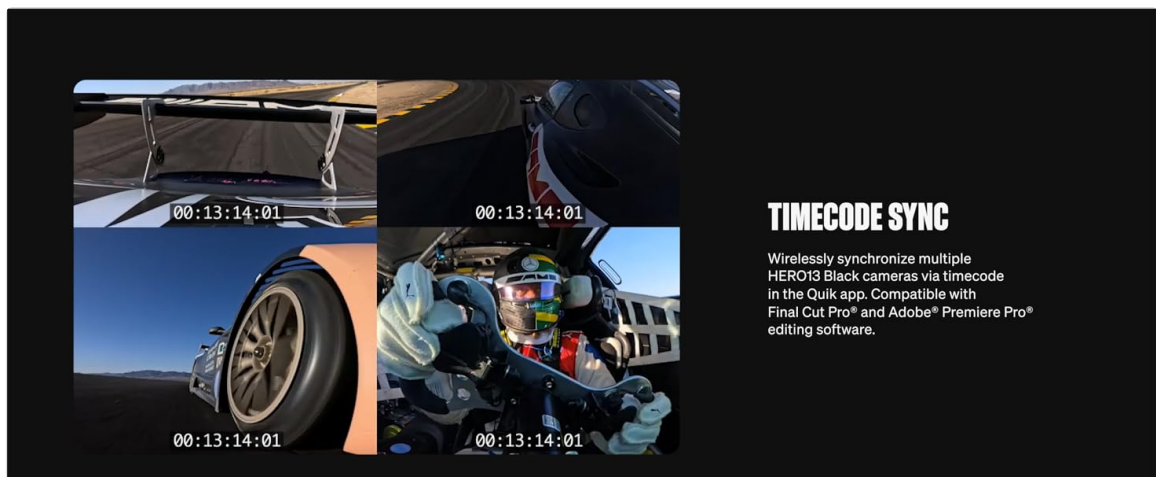 00:13:14:01
00:13:14:01
00:13:14:01
00:13:14:01
TIMECODE SYNC
Wirelessly synchronize multiple
HERO13 Black cameras via timecode
in the Quik app. Compatible with
Final Cut Pro® and Adobe® Premiere Pro®
editing software.